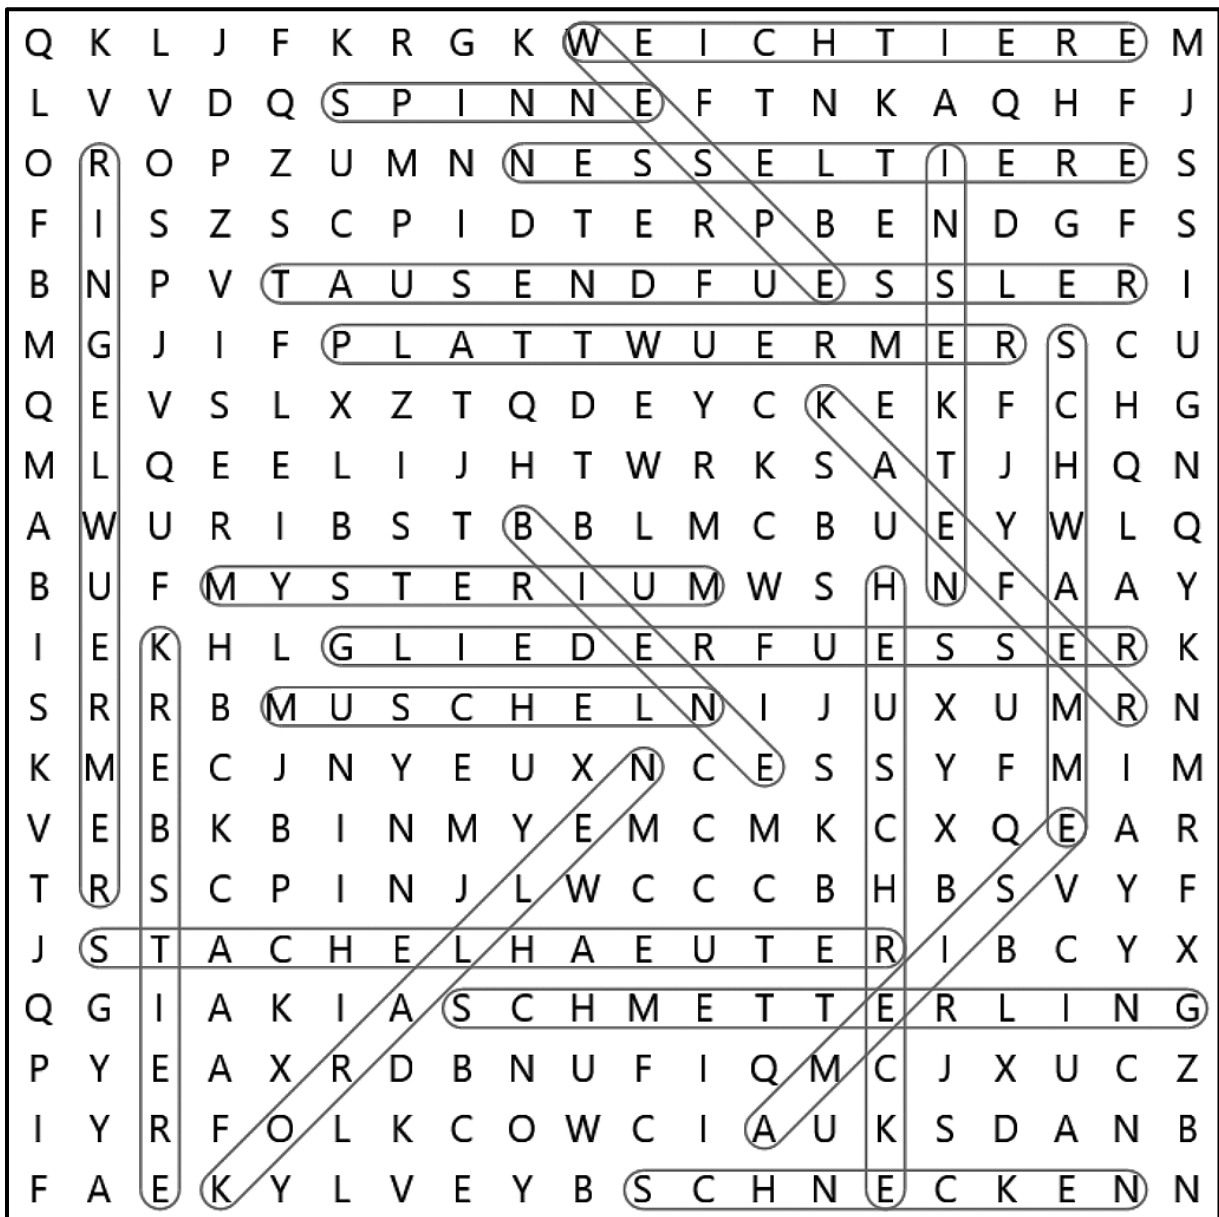 Q K L J F K R G K W E I C H T I E R E M
L V V D Q S P I N N E F T N K A Q H F J
O R O P Z U M N N E S S E L T I E R E S
F I S Z S C P I D T E R P B E N D G F S
B N P V T A U S E N D F U E S S L E R I
M G J I F P L A T T W U E R M E R S C U
Q E V S L X Z T Q D E Y C K E K F C H G
M L Q E E L I J H T W R K S A T J H Q N
A W U R I B S T B B L M C B U E Y W L Q
B U F M Y S T E R I U M W S H N F A A Y
I E K H L G L I E D E R F U E S S E R K
S R R B M U S C H E L N I J U X U M R N
K M E C J N Y E U X N C E S S Y F M I M
V E B K B I N M Y E M C M K C X Q E A R
T R S C P I N J L W C C C B H B S V Y F
J S T A C H E L H A E U T E R I B C Y X
Q G I A K I A S C H M E T T E R L I N G
P Y E A X R D B N U F I Q M C J X U C Z
I Y R F O L K C O W C I A U K S D A N B
F A E K Y L V E Y B S C H N E C K E N N